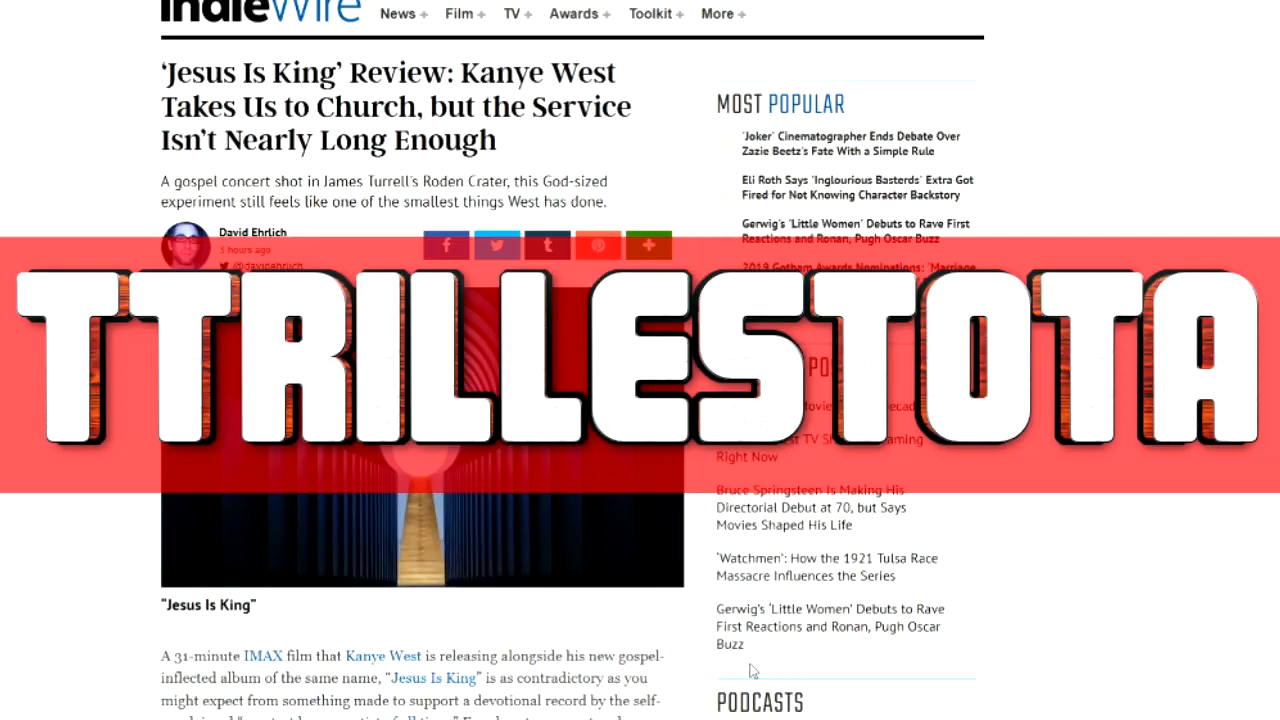 IndieWire
News + Film + TV + Awards + Toolkit + More +
‘Jesus Is King’ Review: Kanye West
Takes Us to Church, but the Service
Isn’t Nearly Long Enough
A gospel concert shot in James Turrell's Roden Crater, this God-sized
experiment still feels like one of the smallest things West has done.
David Ehrlich
3 hours ago
@davidehrlich
TTRILLESTOTA
"Jesus Is King"
A 31-minute IMAX film that Kanye West is releasing alongside his new gospel-
inflected album of the same name, “Jesus Is King” is as contradictory as you
might expect from something made to support a devotional record by the self-
MOST POPULAR
'Joker' Cinematographer Ends Debate Over
Zazie Beetz's Fate With a Simple Rule
Eli Roth Says 'Inglourious Basterds' Extra Got
Fired for Not Knowing Character Backstory
Gerwig's 'Little Women' Debuts to Rave First
Reactions and Ronan, Pugh Oscar Buzz
2019 Gotham Awards Nominations: 'Marriage
Right Now
Bruce Springsteen Is Making His
Directorial Debut at 70, but Says
Movies Shaped His Life
'Watchmen': How the 1921 Tulsa Race
Massacre Influences the Series
Gerwig's 'Little Women' Debuts to Rave
First Reactions and Ronan, Pugh Oscar
Buzz
PODCASTS